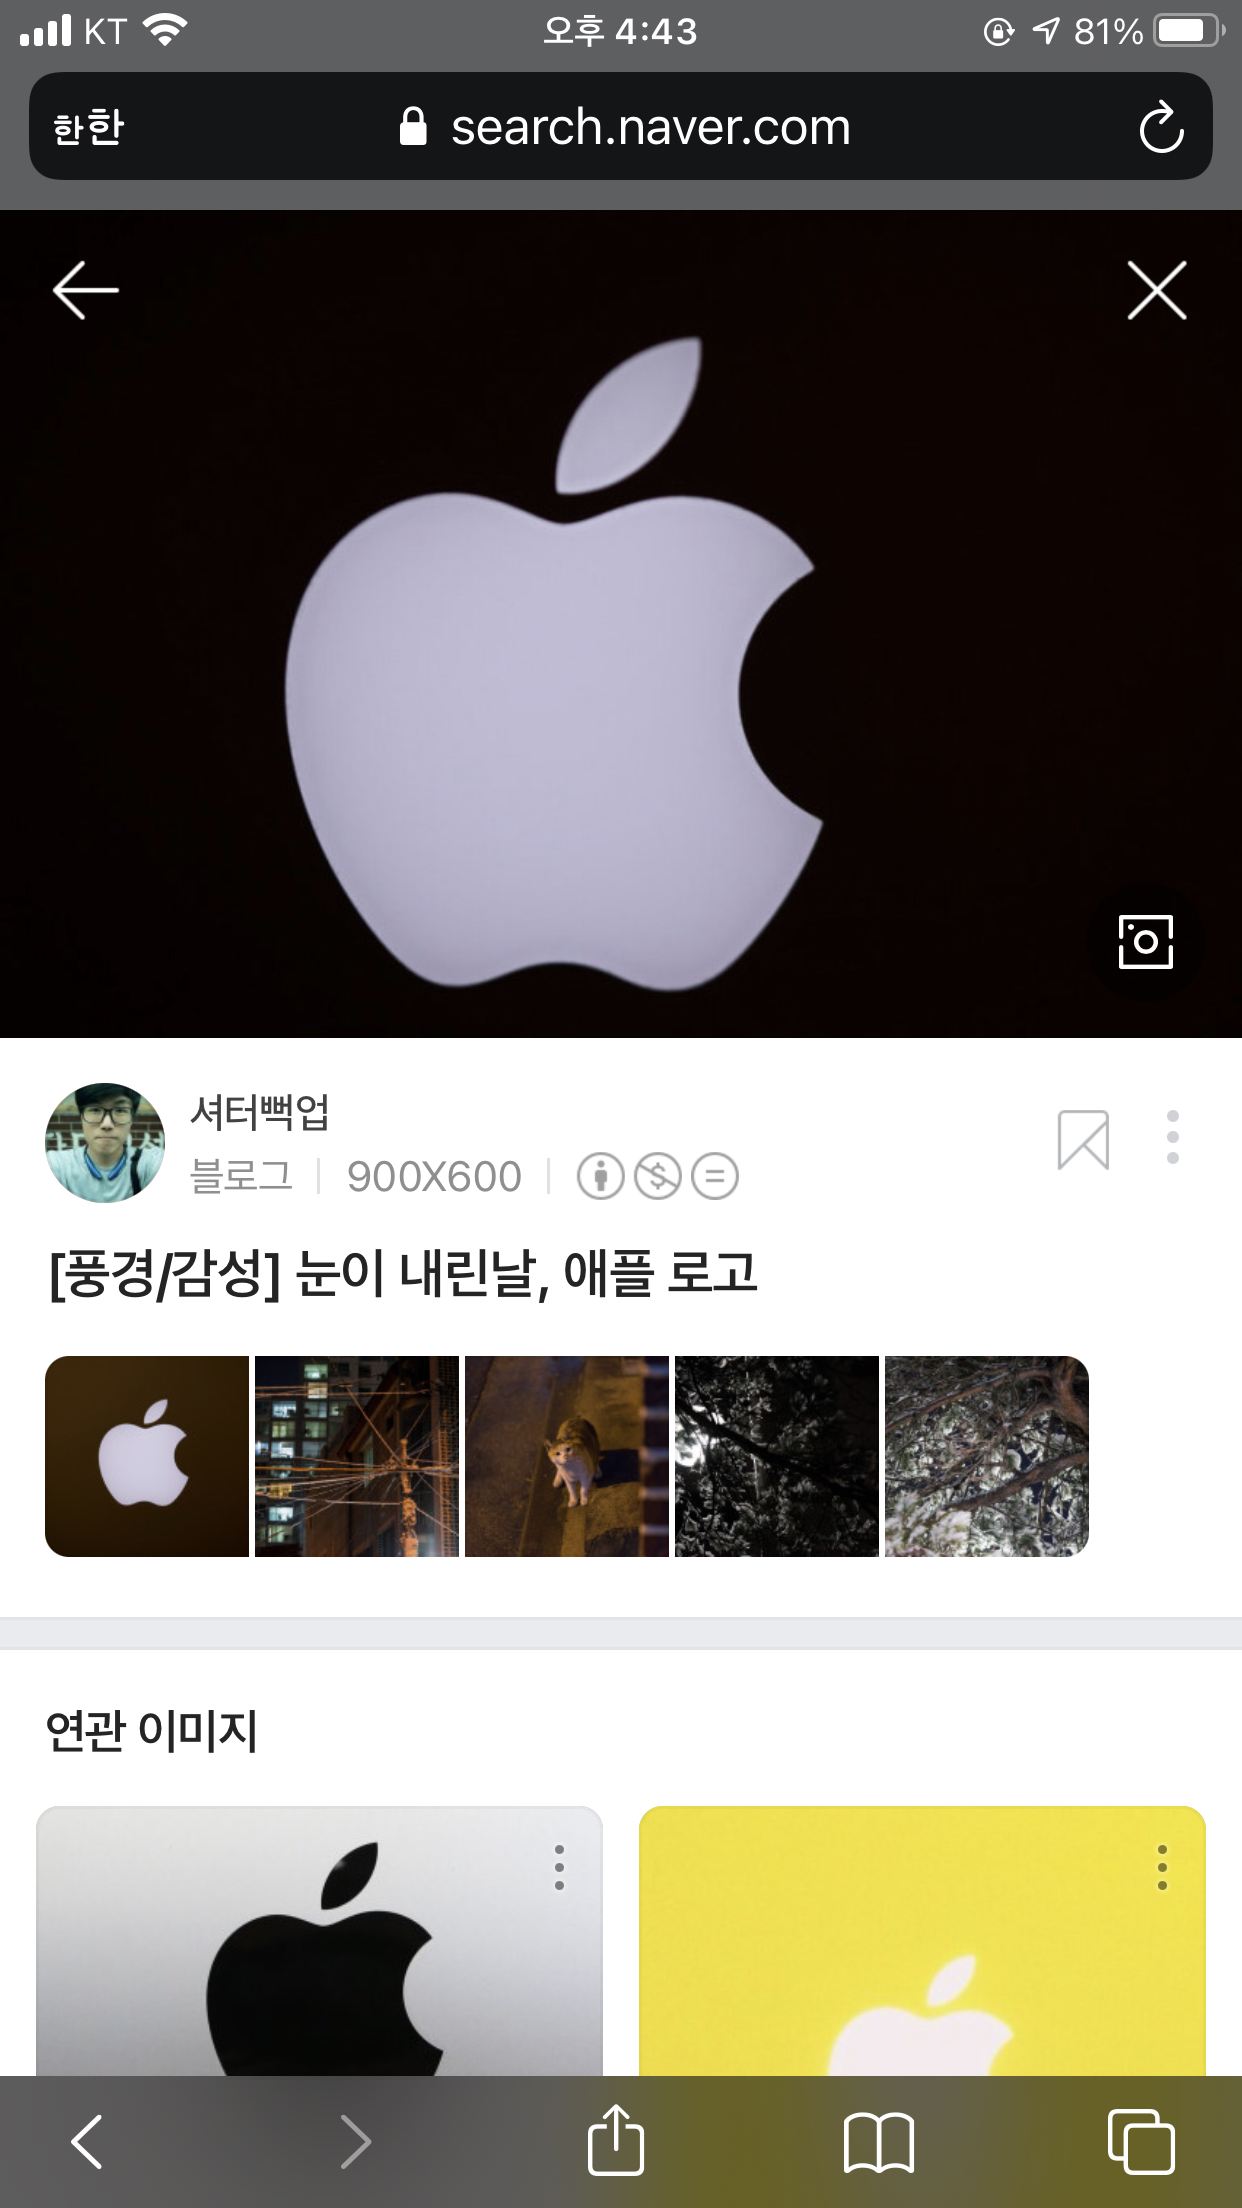 KT 오후 4:43 81%
한한 search.naver.com
셔터뻑업
블로그 900X600
[풍경/감성] 눈이 내린날, 애플 로고
연관 이미지